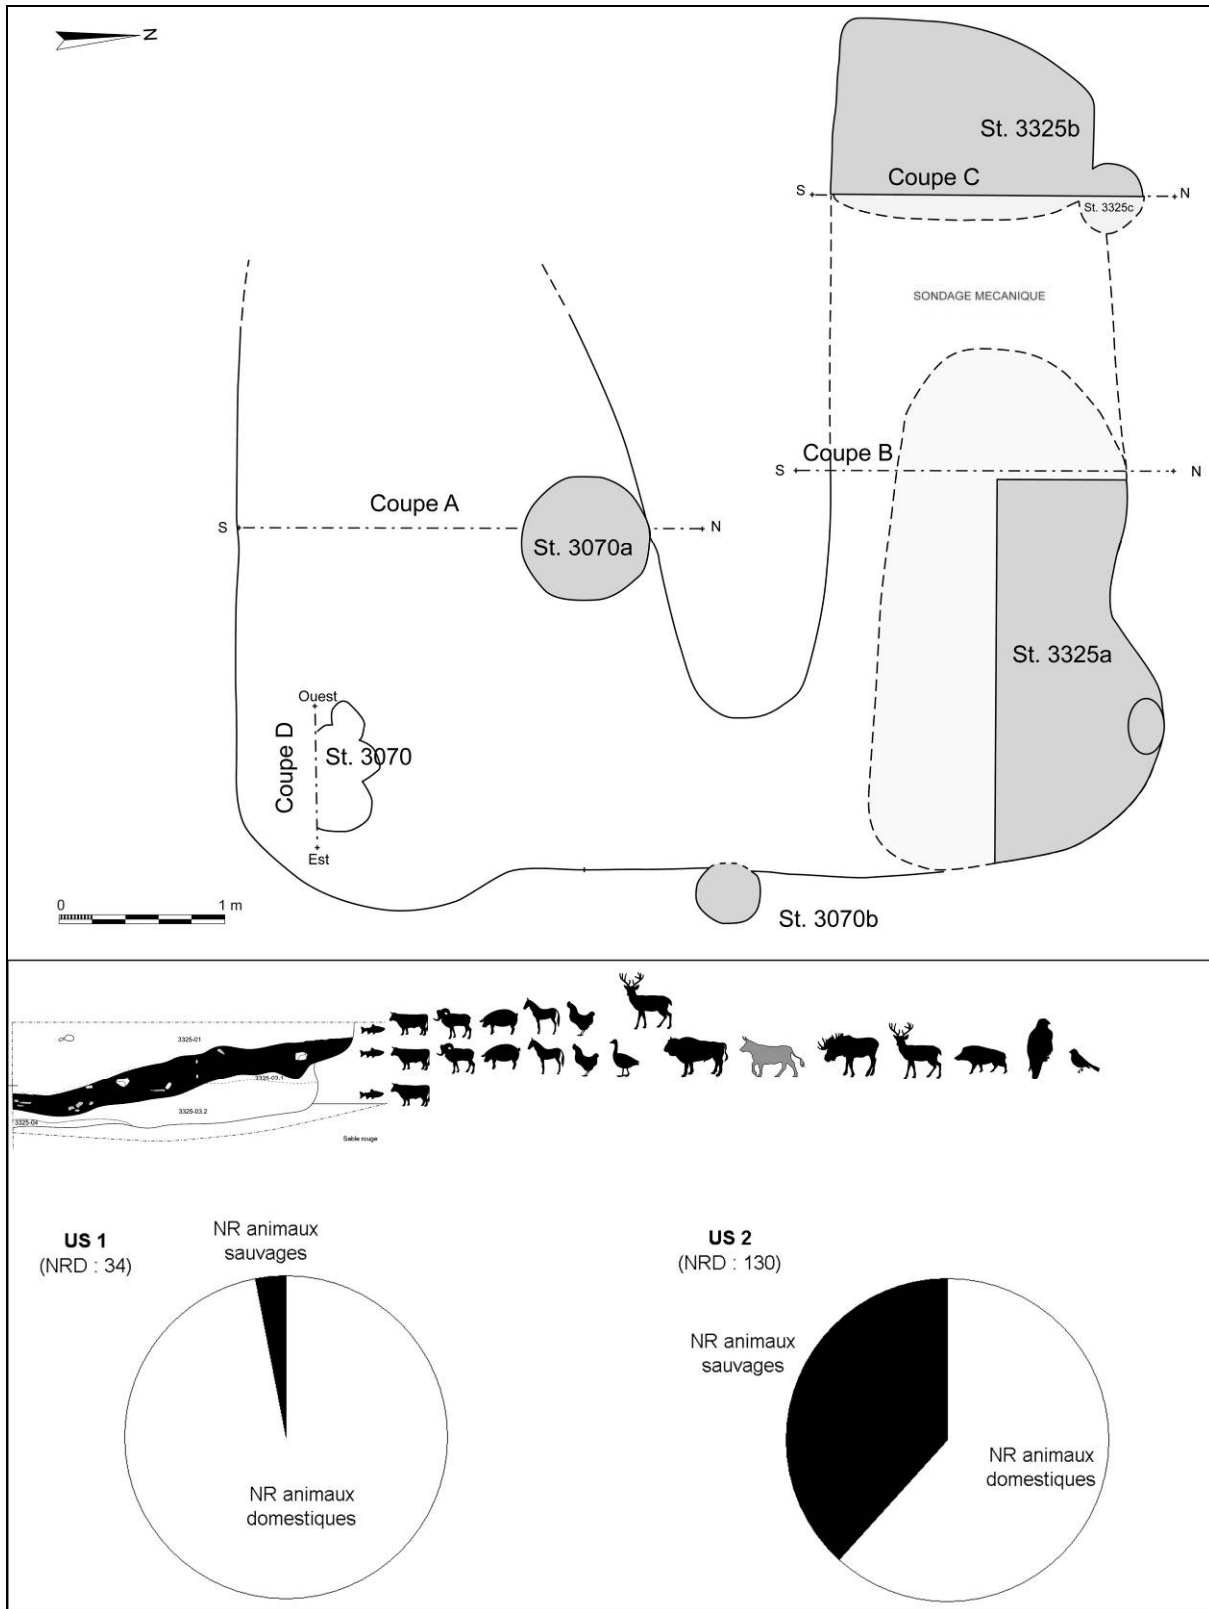 Z
St. 3325b
Coupe C
S
N
St. 3325c
SONDAGE MECANIQUE
Coupe B
S
N
Coupe A
S
N
St. 3070a
St. 3325a
Ouest
Coupe D
St. 3070
Est
0
1 m
St. 3070b
3325-01
3325-03.1
3325-03.2
3325-04
Sable rouge
US 1
(NRD : 34)
NR animaux
sauvages
NR animaux
domestiques
US 2
(NRD : 130)
NR animaux
sauvages
NR animaux
domestiques